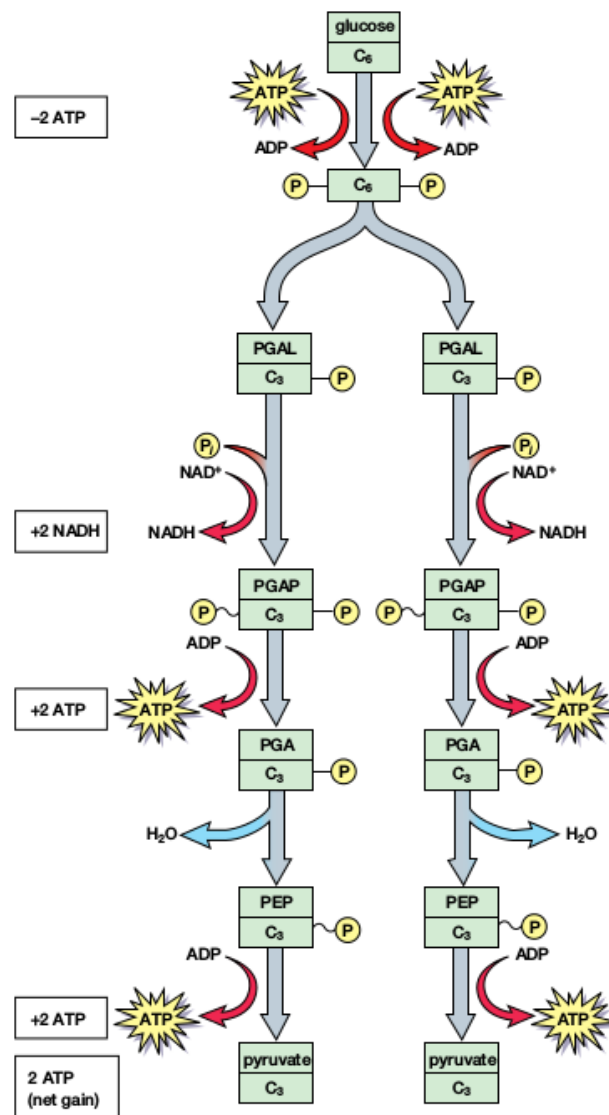 glucose
C₆
ATP ATP
–2 ATP
ADP ADP
P C₆ P
PGAL PGAL
C₃ P C₃ P
Pᵢ Pᵢ
NAD⁺ NAD⁺
+2 NADH NADH NADH
PGAP PGAP
P C₃ P P C₃ P
ADP ADP
+2 ATP ATP ATP
PGA PGA
C₃ P C₃ P
H₂O H₂O
PEP PEP
C₃ P C₃ P
ADP ADP
+2 ATP ATP ATP
pyruvate pyruvate
C₃ C₃
2 ATP
(net gain)